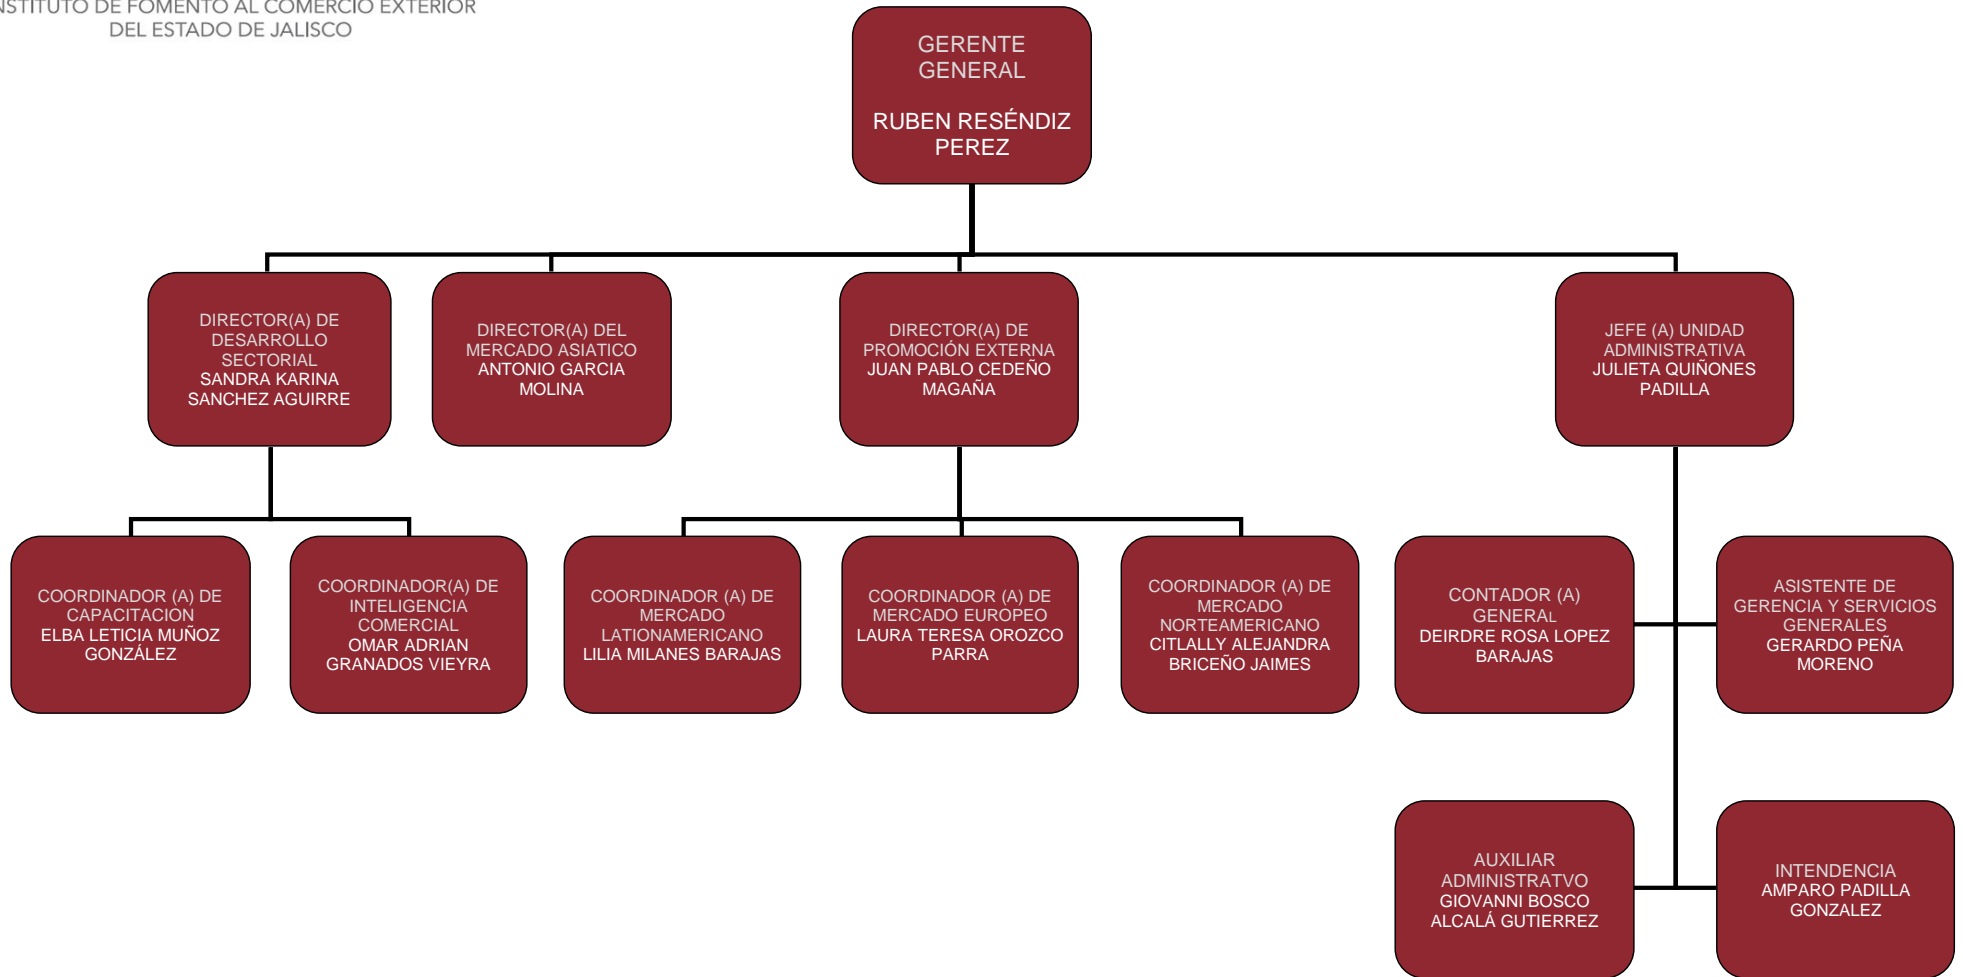 NSTITUTO DE FOMENTO AL COMERCIO EXTERIOR
DEL ESTADO DE JALISCO
GERENTE
GENERAL
RUBEN RESÉNDIZ
PEREZ
DIRECTOR(A) DE
DESARROLLO
SECTORIAL
SANDRA KARINA
SANCHEZ AGUIRRE
DIRECTOR(A) DEL
MERCADO ASIATICO
ANTONIO GARCIA
MOLINA
DIRECTOR(A) DE
PROMOCIÓN EXTERNA
JUAN PABLO CEDEÑO
MAGAÑA
JEFE (A) UNIDAD
ADMINISTRATIVA
JULIETA QUIÑONES
PADILLA
COORDINADOR (A) DE
CAPACITACION
ELBA LETICIA MUÑOZ
GONZÁLEZ
COORDINADOR(A) DE
INTELIGENCIA
COMERCIAL
OMAR ADRIAN
GRANADOS VIEYRA
COORDINADOR (A) DE
MERCADO
LATIONAMERICANO
LILIA MILANES BARAJAS
COORDINADOR (A) DE
MERCADO EUROPEO
LAURA TERESA OROZCO
PARRA
COORDINADOR (A) DE
MERCADO
NORTEAMERICANO
CITLALLY ALEJANDRA
BRICEÑO JAIMES
CONTADOR (A)
GENERAL
DEIRDRE ROSA LOPEZ
BARAJAS
ASISTENTE DE
GERENCIA Y SERVICIOS
GENERALES
GERARDO PEÑA
MORENO
AUXILIAR
ADMINISTRATVO
GIOVANNI BOSCO
ALCALÁ GUTIERREZ
INTENDENCIA
AMPARO PADILLA
GONZALEZ